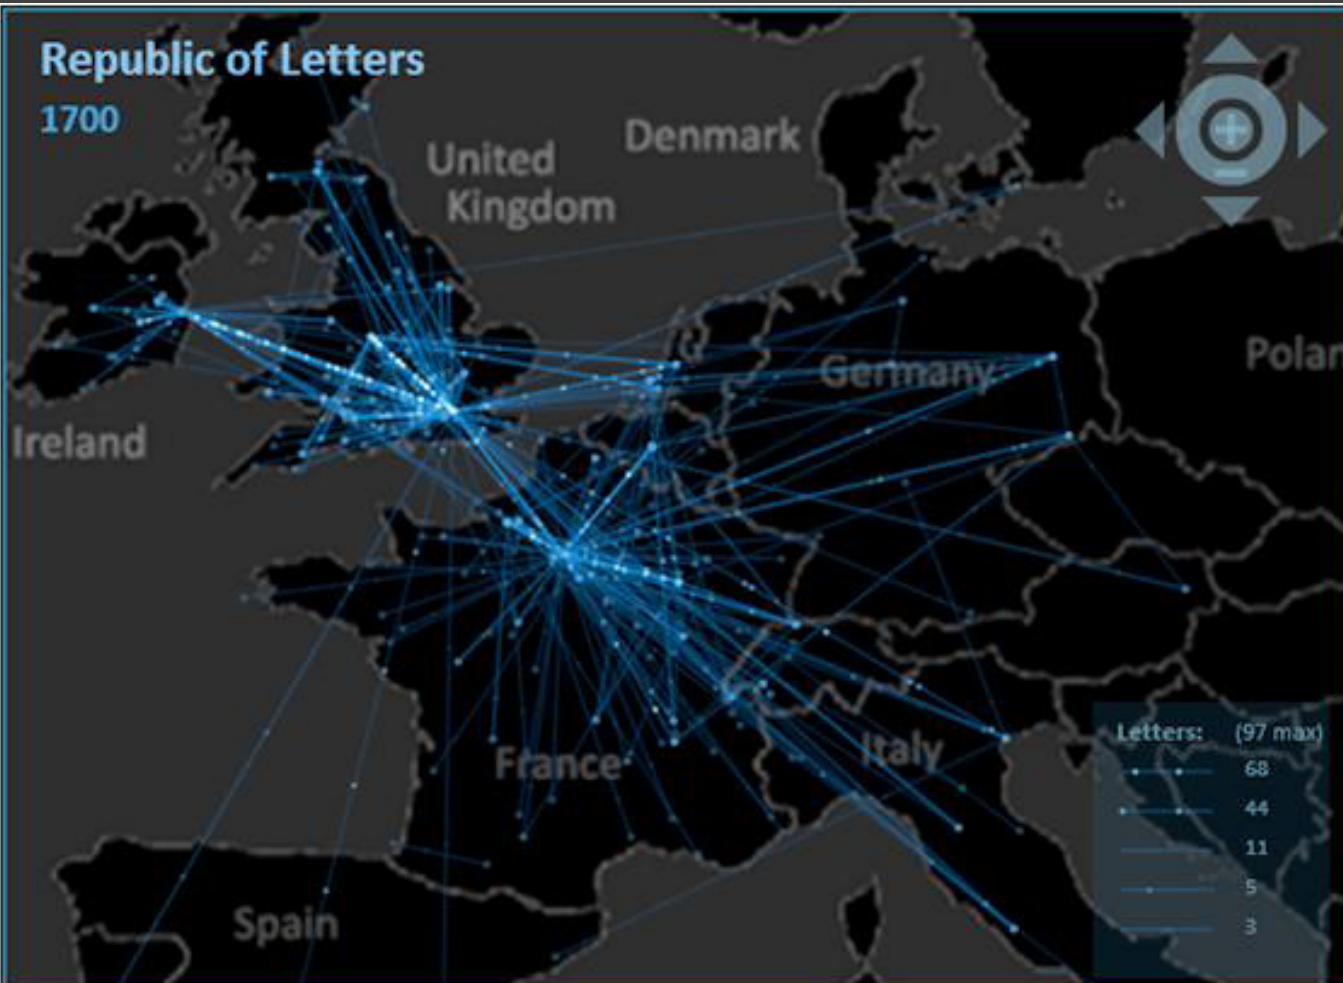 Republic of Letters
1700
United
Kingdom
Denmark
Germany
Polar
Ireland
France
Italy
Spain
Letters: (97 max)
68
44
11
5
3